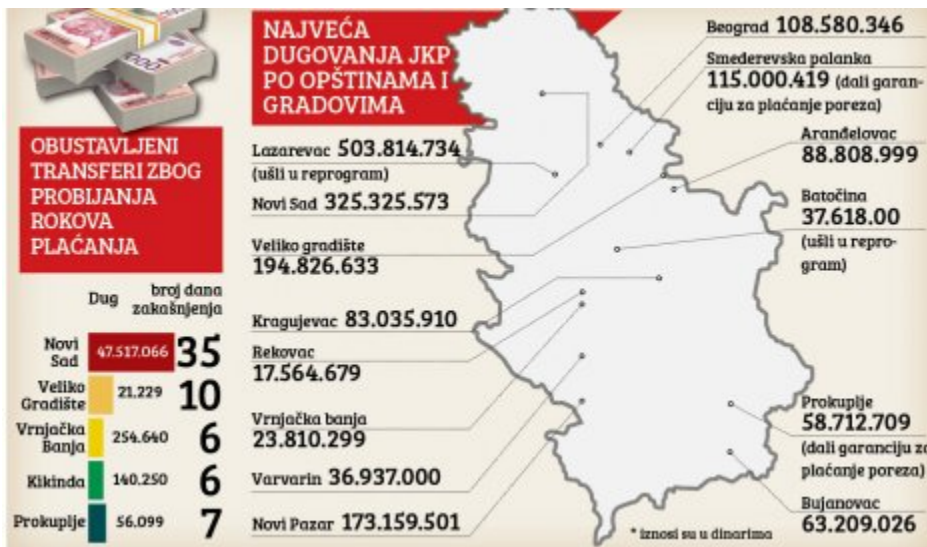 OBUSTAVLJENI
TRANSFERI ZBOG
PROBIJANJA
ROKOVA
PLAĆANJA
Dug
broj dana
zakašnjenja
Novi
Sad
47.517.066
35
Veliko
Gradište
21.229
10
Vrnjačka
Banja
254.640
6
Kikinda
140.250
6
Prokuplje
56.099
7
NAJVEĆA
DUGOVANJA JKP
PO OPŠTINAMA I
GRADOVIMA
Lazarevac 503.814.734
(ušli u reprogram)
Novi Sad 325.325.573
Veliko gradište
194.826.633
Kragujevac 83.035.910
Rekovac
17.564.679
Vrnjačka banja
23.810.299
Varvarin 36.937.000
Novi Pazar 173.159.501
Beograd 108.580.346
Smederevska palanka
115.000.419 (dali garan-
ciju za plaćanje poreza)
Aranđelovac
88.808.999
Batočina
37.618.00
(ušli u repro-
gram)
Prokuplje
58.712.709
(dali garanciju za
plaćanje poreza)
Bujanovac
63.209.026
* iznosi su u dinarima